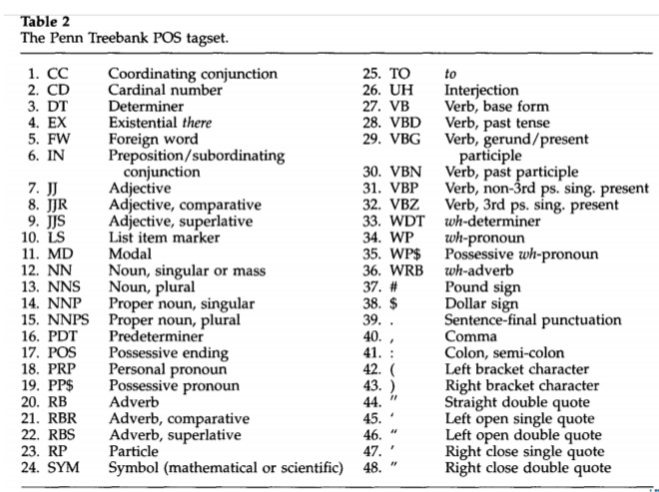 Table 2
The Penn Treebank POS tagset.
1. CC Coordinating conjunction
2. CD Cardinal number
3. DT Determiner
4. EX Existential there
5. FW Foreign word
6. IN Preposition/subordinating
conjunction
7. JJ Adjective
8. JJR Adjective, comparative
9. JJS Adjective, superlative
10. LS List item marker
11. MD Modal
12. NN Noun, singular or mass
13. NNS Noun, plural
14. NNP Proper noun, singular
15. NNPS Proper noun, plural
16. PDT Predeterminer
17. POS Possessive ending
18. PRP Personal pronoun
19. PP$ Possessive pronoun
20. RB Adverb
21. RBR Adverb, comparative
22. RBS Adverb, superlative
23. RP Particle
24. SYM Symbol (mathematical or scientific)
25. TO to
26. UH Interjection
27. VB Verb, base form
28. VBD Verb, past tense
29. VBG Verb, gerund/present
participle
30. VBN Verb, past participle
31. VBP Verb, non-3rd ps. sing. present
32. VBZ Verb, 3rd ps. sing. present
33. WDT wh-determiner
34. WP wh-pronoun
35. WP$ Possessive wh-pronoun
36. WRB wh-adverb
37. # Pound sign
38. $ Dollar sign
39. . Sentence-final punctuation
40. , Comma
41. : Colon, semi-colon
42. ( Left bracket character
43. ) Right bracket character
44. " Straight double quote
45. ‘ Left open single quote
46. “ Left open double quote
47. ’ Right close single quote
48. ” Right close double quote